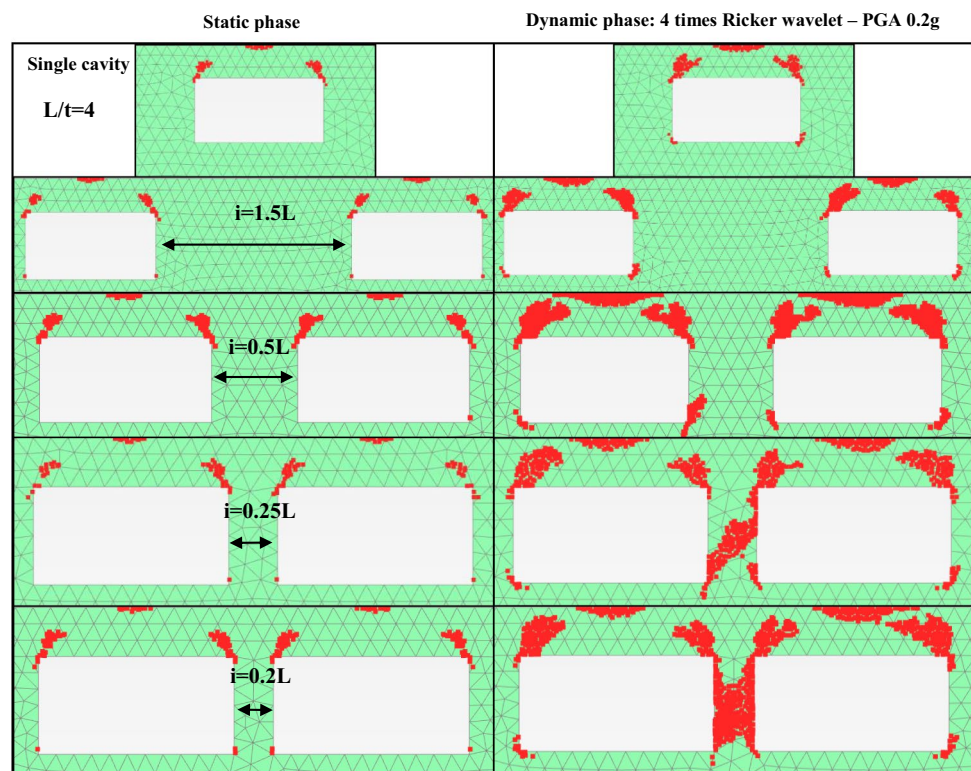 Static phase
Dynamic phase: 4 times Ricker wavelet – PGA 0.2g
Single cavity
L/t=4
i=1.5L
i=0.5L
i=0.25L
i=0.2L